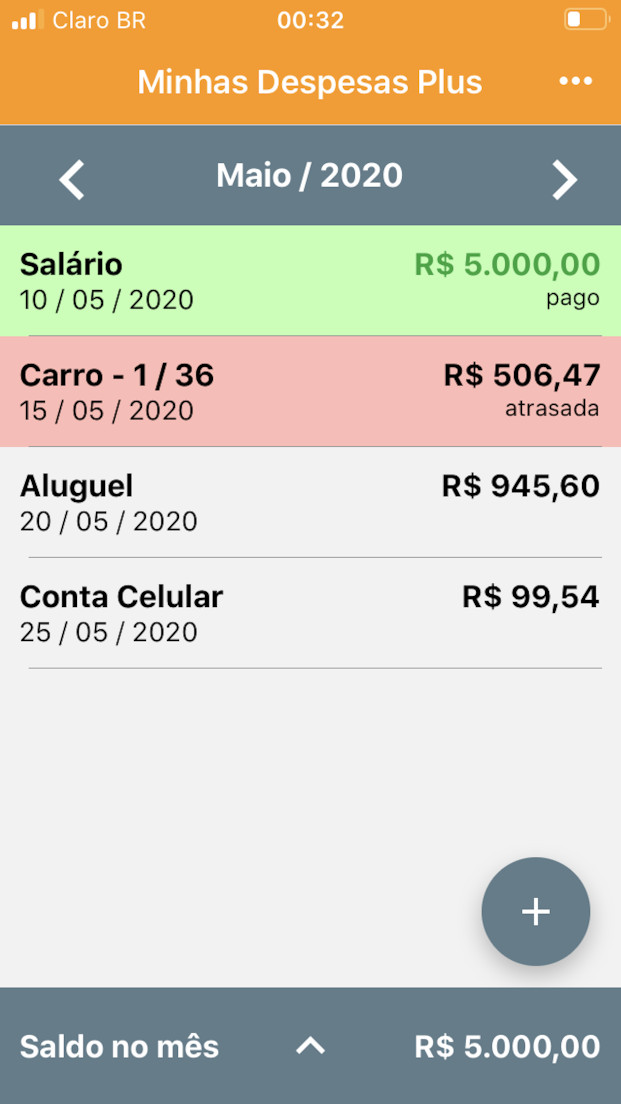 Claro BR 00:32
Minhas Despesas Plus
Maio / 2020
Salário R$ 5.000,00
10 / 05 / 2020 pago
Carro - 1 / 36 R$ 506,47
15 / 05 / 2020 atrasada
Aluguel R$ 945,60
20 / 05 / 2020
Conta Celular R$ 99,54
25 / 05 / 2020
Saldo no mês R$ 5.000,00